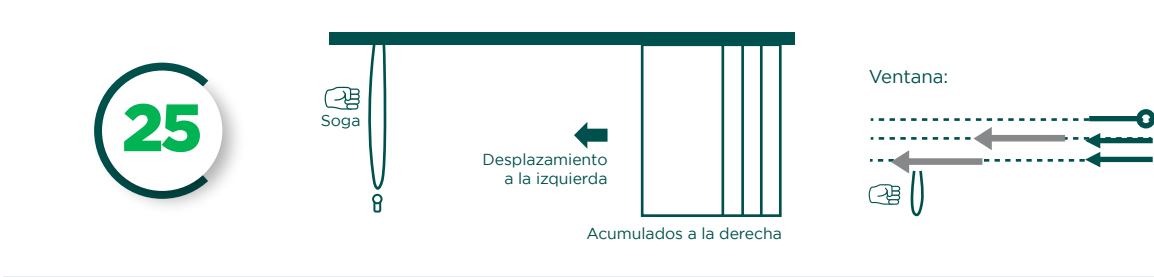 25
Soga
Desplazamiento
a la izquierda
Acumulados a la derecha
Ventana: